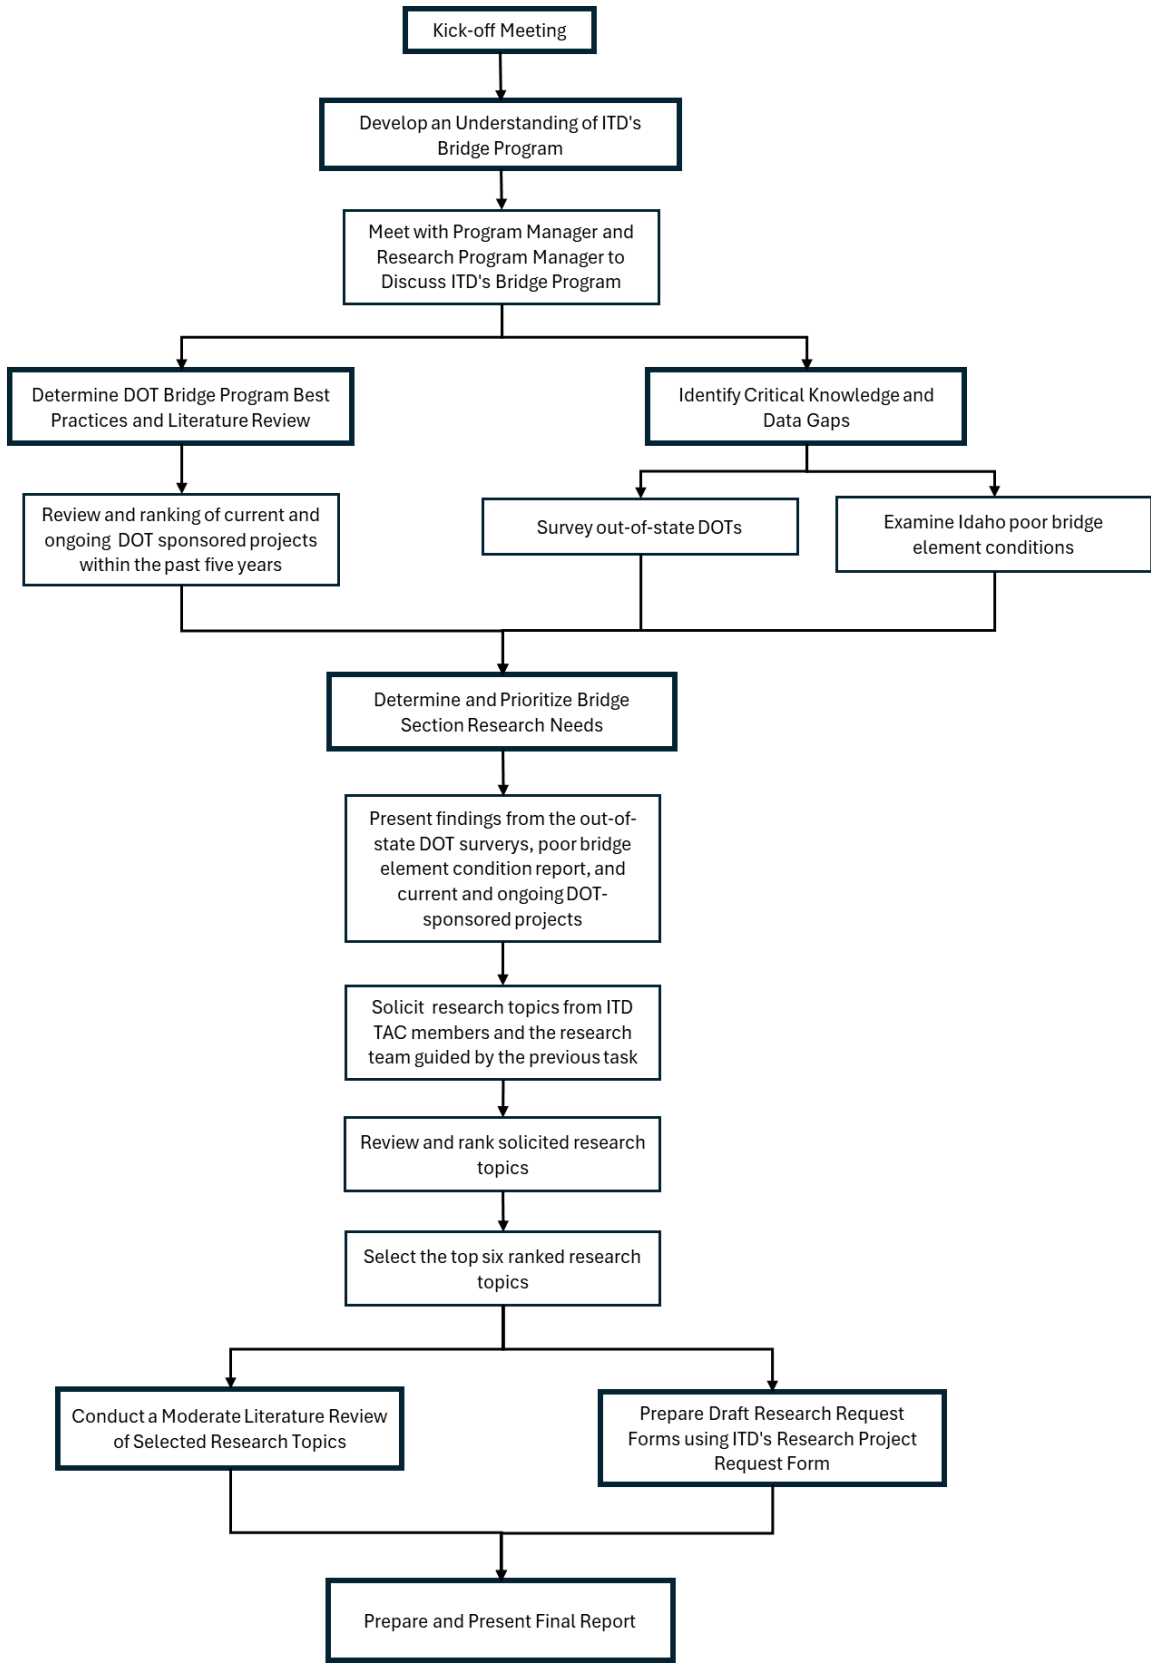 Kick-off Meeting
Develop an Understanding of ITD's
Bridge Program
Meet with Program Manager and
Research Program Manager to
Discuss ITD's Bridge Program
Determine DOT Bridge Program Best
Practices and Literature Review
Identify Critical Knowledge and
Data Gaps
Review and ranking of current and
ongoing DOT sponsored projects
within the past five years
Survey out-of-state DOTs
Examine Idaho poor bridge
element conditions
Determine and Prioritize Bridge
Section Research Needs
Present findings from the out-of-
state DOT surverys, poor bridge
element condition report, and
current and ongoing DOT-
sponsored projects
Solicit research topics from ITD
TAC members and the research
team guided by the previous task
Review and rank solicited research
topics
Select the top six ranked research
topics
Conduct a Moderate Literature Review
of Selected Research Topics
Prepare Draft Research Request
Forms using ITD's Research Project
Request Form
Prepare and Present Final Report